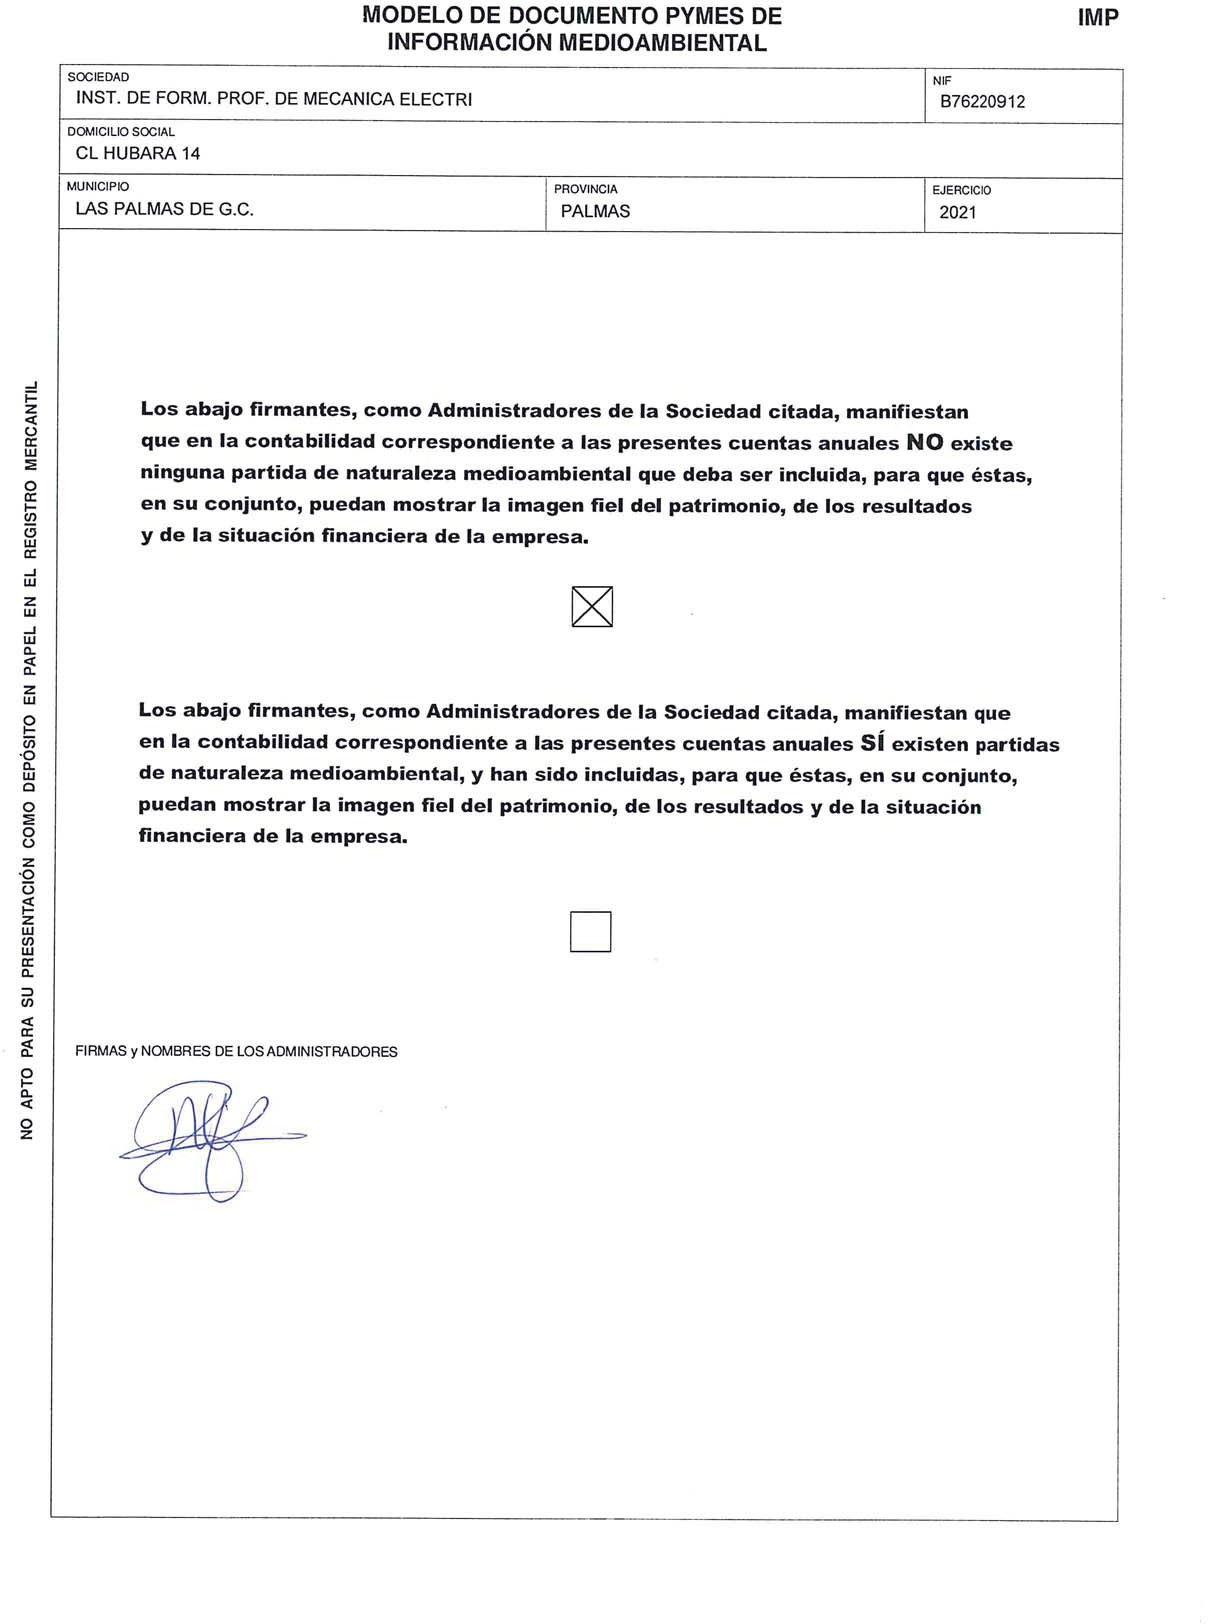 MODELO DE DOCUMENTO PYMES DE
INFORMACIÓN MEDIOAMBIENTAL
IMP
SOCIEDAD
INST. DE FORM. PROF. DE MECANICA ELECTRI
NIF
B76220912
DOMICILIO SOCIAL
CL HUBARA 14
MUNICIPIO
LAS PALMAS DE G.C.
PROVINCIA
PALMAS
EJERCICIO
2021
Los abajo firmantes, como Administradores de la Sociedad citada, manifiestan
que en la contabilidad correspondiente a las presentes cuentas anuales NO existe
ninguna partida de naturaleza medioambiental que deba ser incluida, para que éstas,
en su conjunto, puedan mostrar la imagen fiel del patrimonio, de los resultados
y de la situación financiera de la empresa.
Los abajo firmantes, como Administradores de la Sociedad citada, manifiestan que
en la contabilidad correspondiente a las presentes cuentas anuales SÍ existen partidas
de naturaleza medioambiental, y han sido incluidas, para que éstas, en su conjunto,
puedan mostrar la imagen fiel del patrimonio, de los resultados y de la situación
financiera de la empresa.
FIRMAS y NOMBRES DE LOS ADMINISTRADORES
NO APTO PARA SU PRESENTACIÓN COMO DEPÓSITO EN PAPEL EN EL REGISTRO MERCANTIL